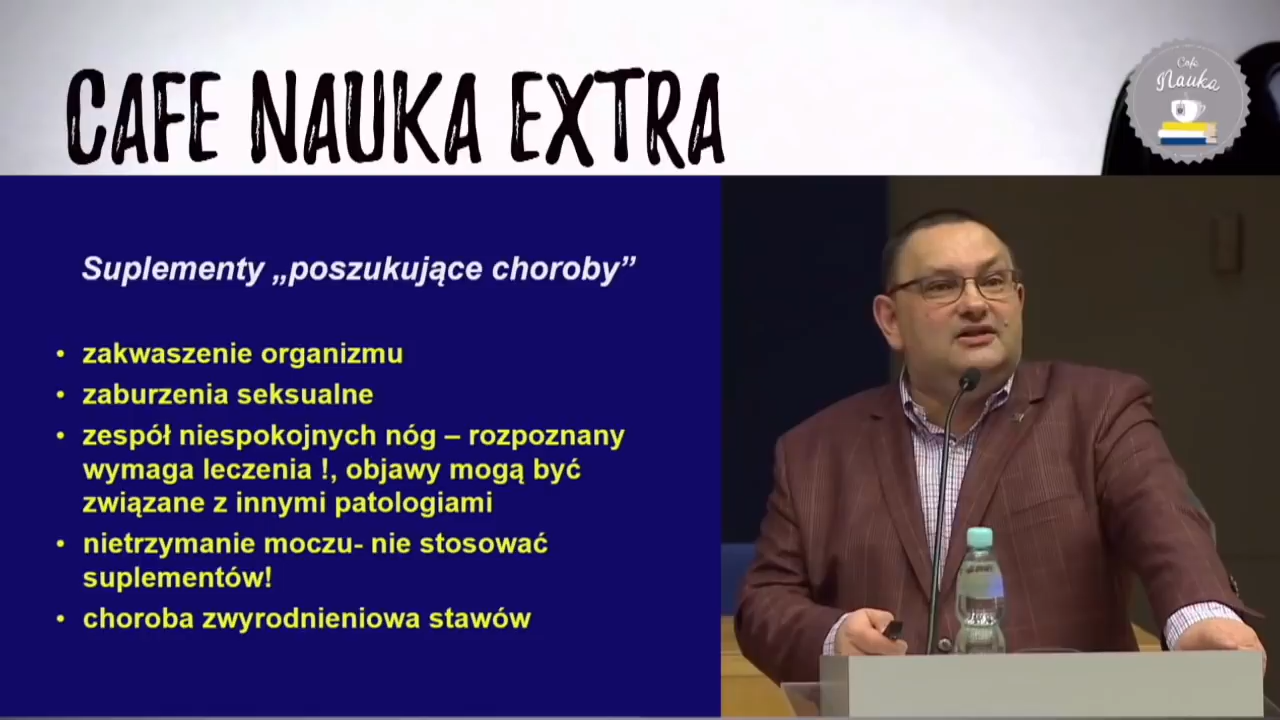 CAFE NAUKA EXTRA
Cafe
Nauka
Suplementy „poszukujące choroby”
• zakwaszenie organizmu
• zaburzenia seksualne
• zespół niespokojnych nóg – rozpoznany
wymaga leczenia !, objawy mogą być
związane z innymi patologiami
• nietrzymanie moczu- nie stosować
suplementów!
• choroba zwyrodnieniowa stawów